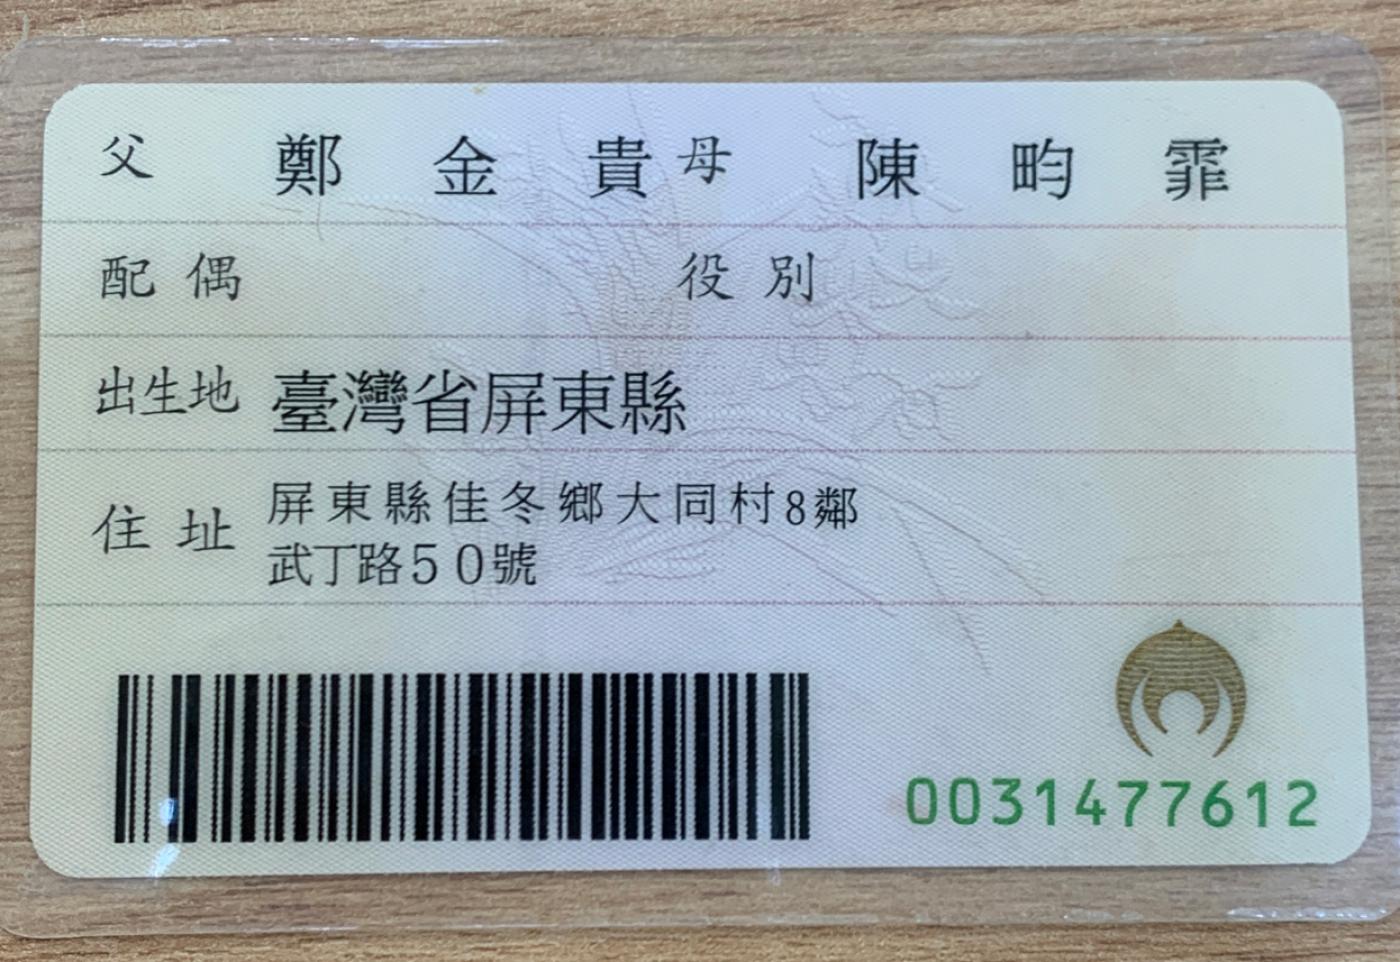 父 鄭金貴 母 陳畇霏
配偶 役別
出生地 臺灣省屏東縣
住址 屏東縣佳冬鄉大同村8鄰
武丁路50號
0031477612